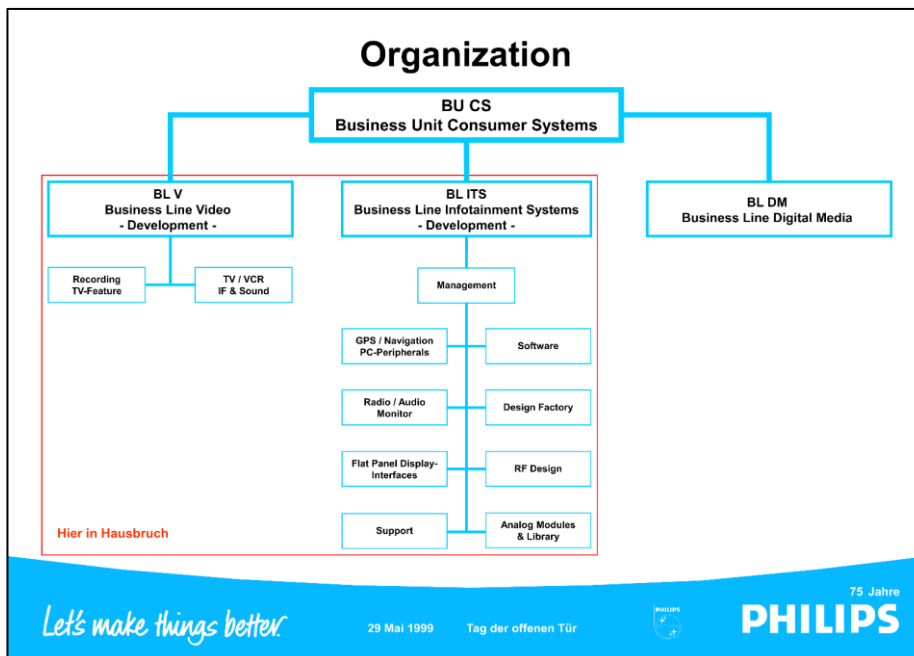 Organization
BU CS
Business Unit Consumer Systems
BL V
Business Line Video
- Development -
BL ITS
Business Line Infotainment Systems
- Development -
BL DM
Business Line Digital Media
Recording
TV-Feature
TV / VCR
IF & Sound
Management
GPS / Navigation
PC-Peripherals
Software
Radio / Audio
Monitor
Design Factory
Flat Panel Display-
Interfaces
RF Design
Support
Analog Modules
& Library
Hier in Hausbruch
Let's make things better.
29 Mai 1999
Tag der offenen Tür
PHILIPS
75 Jahre
PHILIPS